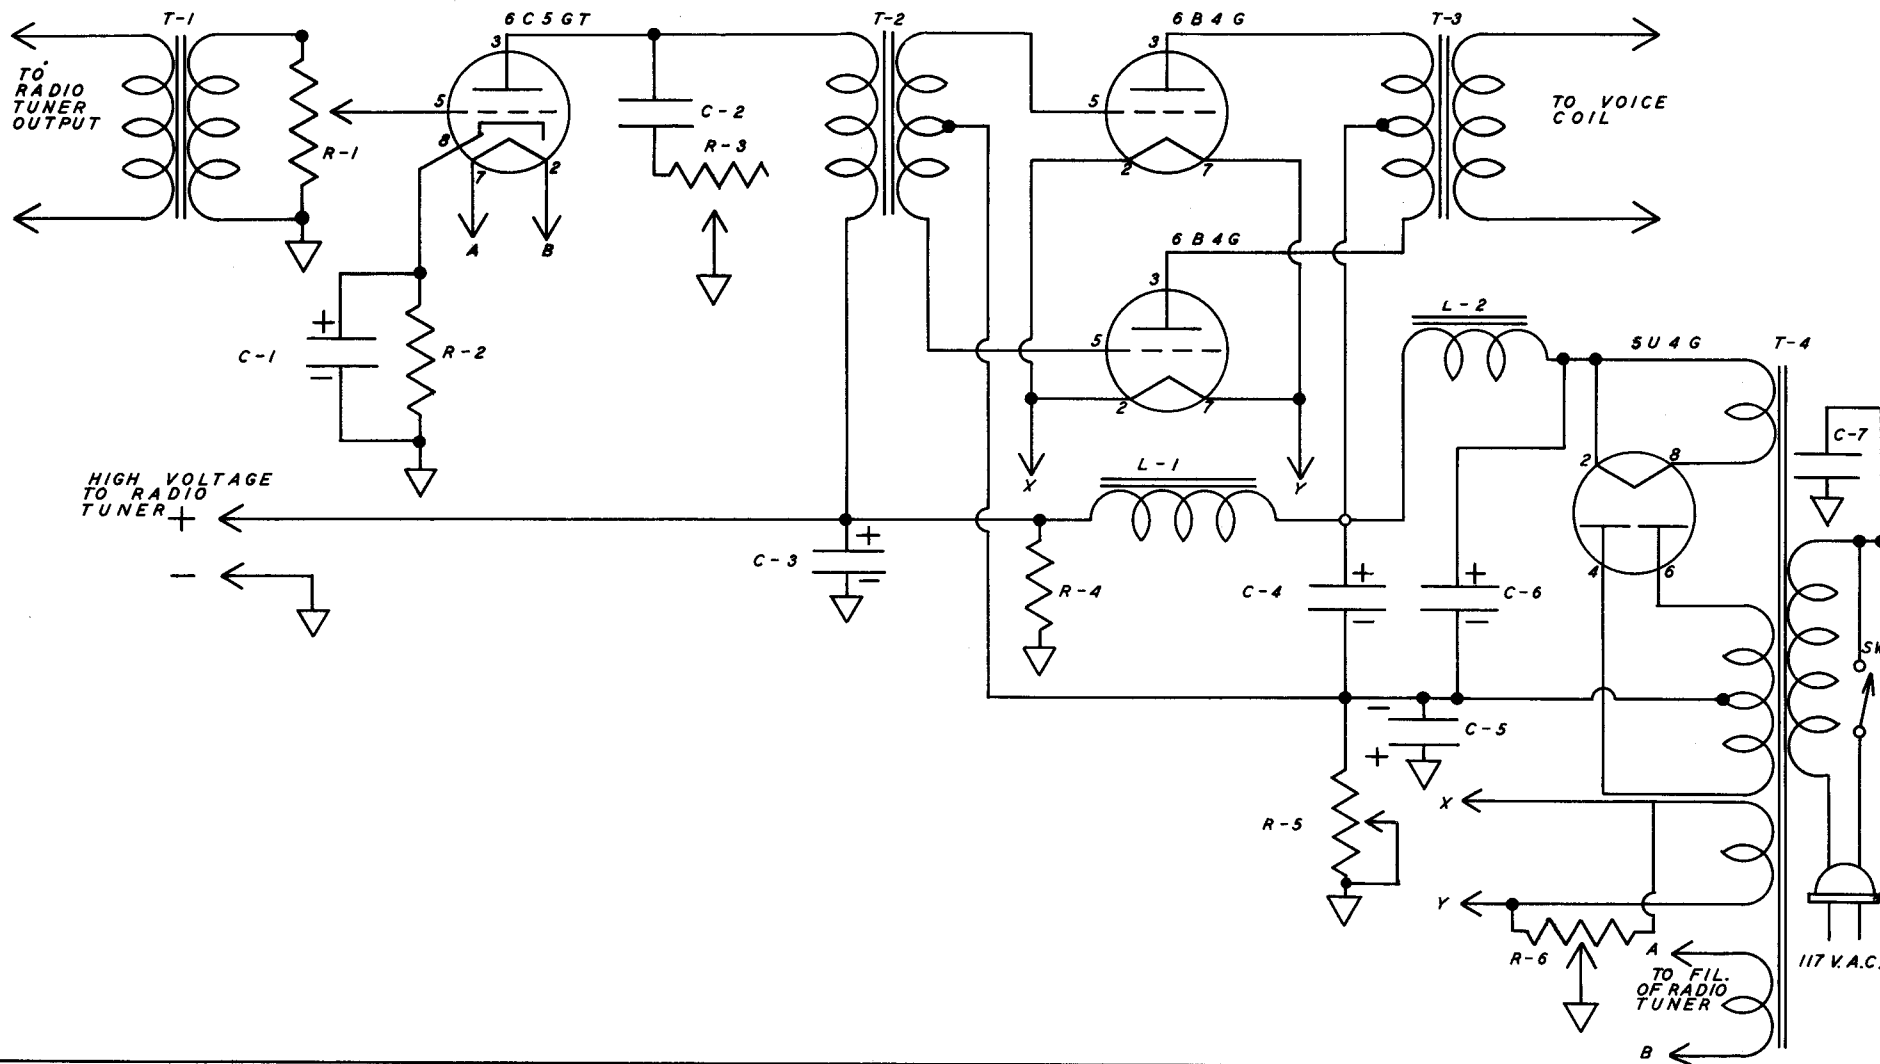 T-1
6C5GT
T-2
6B4G
T-3
3
3
TO
RADIO
TUNER
OUTPUT
5
C-2
5
TO VOICE
COIL
R-1
8
R-3
7
2
2
7
A
B
6B4G
3
+
C-1
R-2
−
5
L-2
5U4G
T-4
2
7
C-7
HIGH VOLTAGE
TO RADIO
TUNER +
L-1
2
8
X
Y
+
C-3
−
−
R-4
C-4
+
−
+
C-6
−
4
6
SW
−
C-5
+
X
R-5
Y
R-6
A
TO FIL.
OF RADIO
TUNER
117 V.A.C.
B